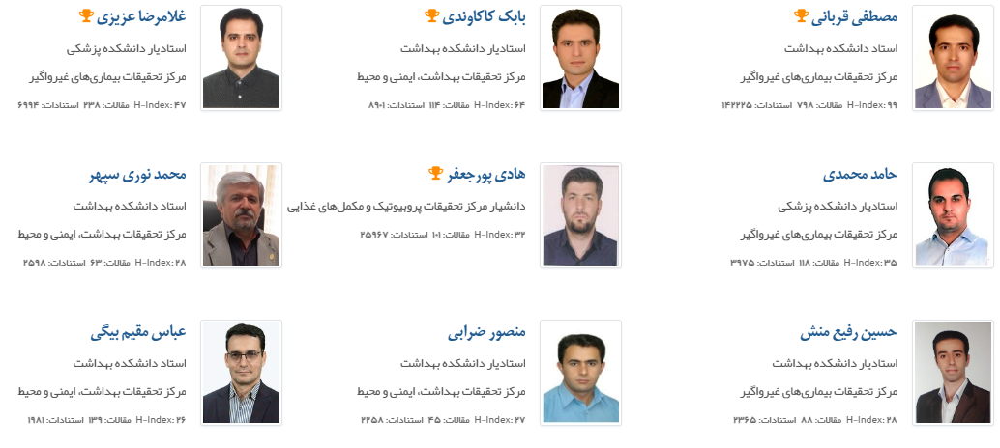 مصطفی قربانی
استاد دانشکده بهداشت
مرکز تحقیقات بیماری‌های غیرواگیر
H-Index: ۹۹ مقالات: ۷۹۸ استنادات: ۱۴۲۲۲۵
بابک کاکاوندی
استادیار دانشکده بهداشت
مرکز تحقیقات بهداشت، ایمنی و محیط
H-Index: ۶۴ مقالات: ۱۱۴ استنادات: ۸۹۰۱
غلامرضا عزیزی
استادیار دانشکده پزشکی
مرکز تحقیقات بیماری‌های غیرواگیر
H-Index: ۴۷ مقالات: ۲۳۸ استنادات: ۶۹۹۴
حامد محمدی
استادیار دانشکده پزشکی
مرکز تحقیقات بیماری‌های غیرواگیر
H-Index: ۳۵ مقالات: ۱۱۸ استنادات: ۳۹۷۵
هادی پورجعفر
دانشیار مرکز تحقیقات پروبیوتیک و مکمل‌های غذایی
H-Index: ۳۲ مقالات: ۱۰۱ استنادات: ۲۵۹۶۷
محمد نوری سپهر
استاد دانشکده بهداشت
مرکز تحقیقات بهداشت، ایمنی و محیط
H-Index: ۲۸ مقالات: ۶۳ استنادات: ۲۵۹۸
حسین رفیع منش
استادیار دانشکده بهداشت
مرکز تحقیقات بیماری‌های غیرواگیر
H-Index: ۲۸ مقالات: ۸۸ استنادات: ۲۳۶۵
منصور ضرابی
استادیار دانشکده بهداشت
مرکز تحقیقات بهداشت، ایمنی و محیط
H-Index: ۲۷ مقالات: ۴۵ استنادات: ۲۲۵۸
عباس مقیم بیگی
استاد دانشکده بهداشت
مرکز تحقیقات بهداشت، ایمنی و محیط
H-Index: ۲۶ مقالات: ۱۳۹ استنادات: ۱۹۸۱